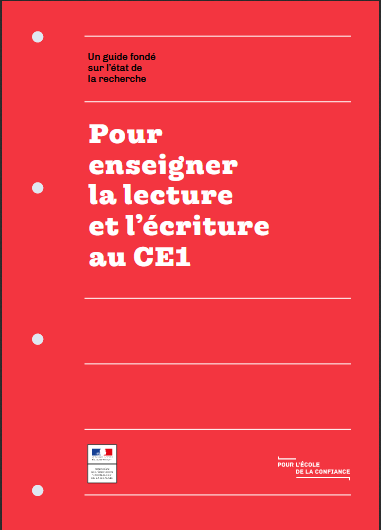 Un guide fondé
sur l'état de
la recherche
Pour
enseigner
la lecture
et l'écriture
au CE1
POUR L'ÉCOLE
DE LA CONFIANCE